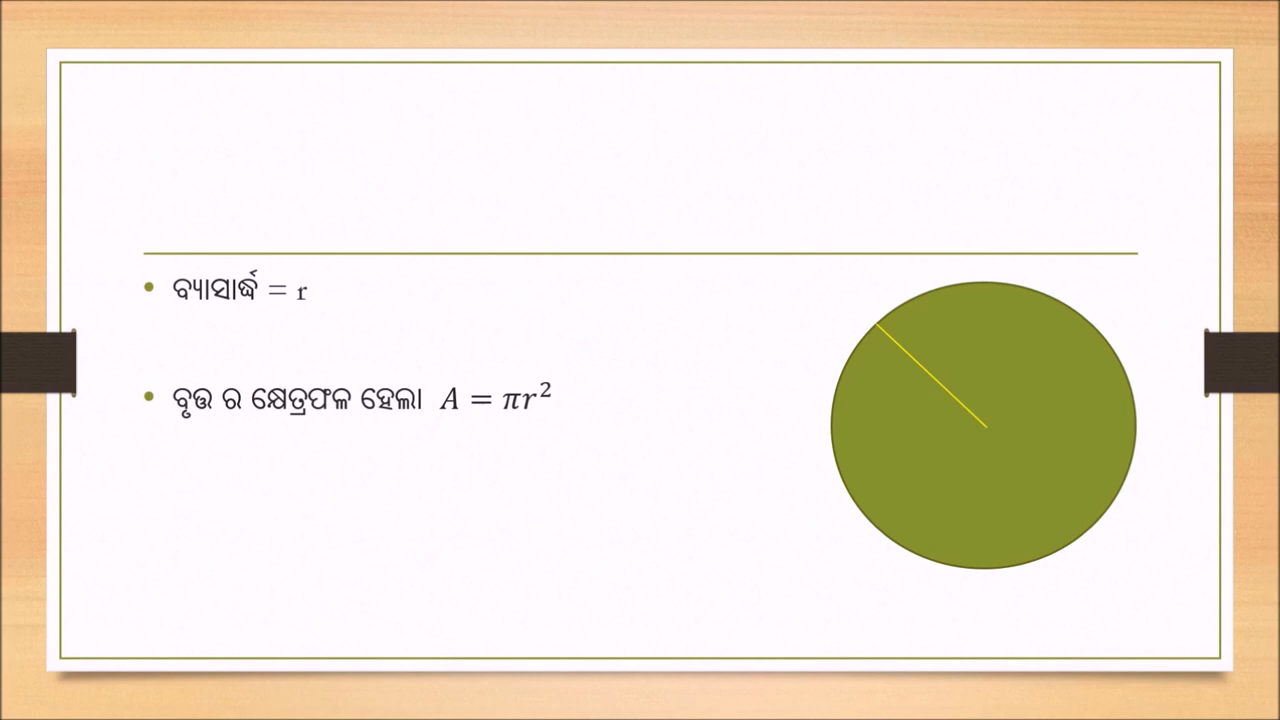 ବ୍ୟାସାର୍ଦ୍ଧ = r
ବୃତ୍ତ ର କ୍ଷେତ୍ରଫଳ ହେଲା A = πr²